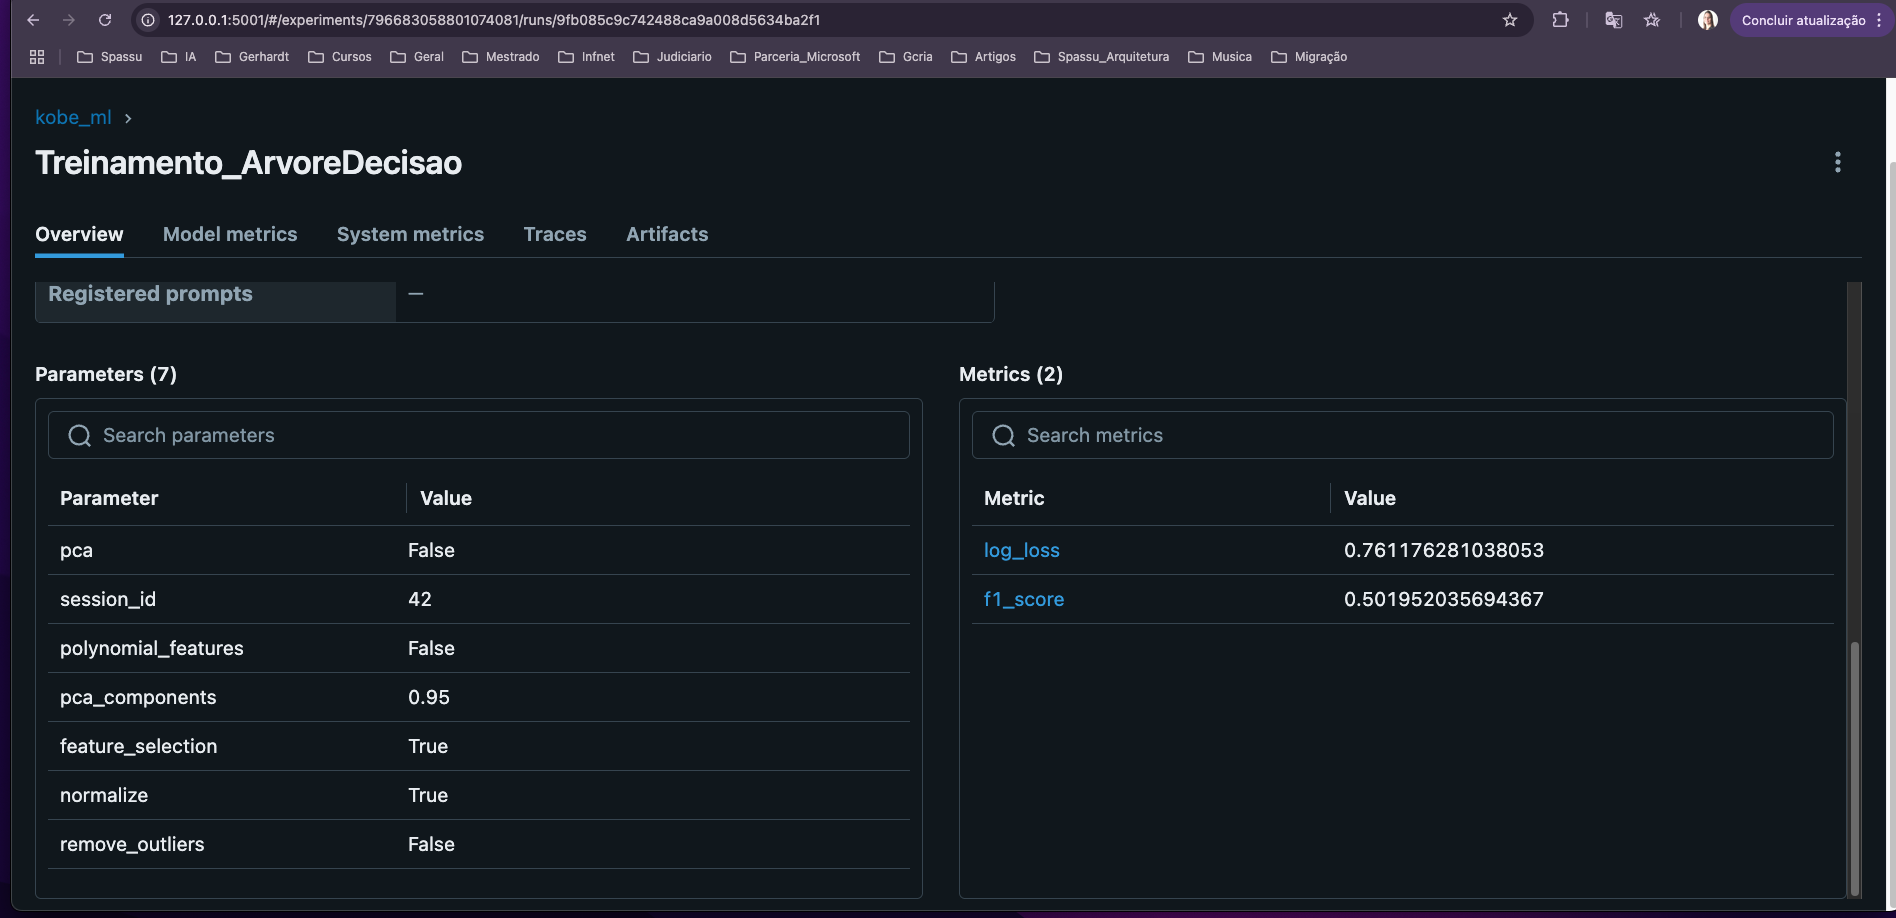 127.0.0.1:5001/#/experiments/796683058801074081/runs/9fb085c9c742488ca9a008d5634ba2f1
Concluir atualização
Spassu IA Gerhardt Cursos Geral Mestrado Infnet Judiciario Parceria_Microsoft Gcria Artigos Spassu_Arquitetura Musica Migração
kobe_ml
Treinamento_ArvoreDecisao
Overview Model metrics System metrics Traces Artifacts
Registered prompts —
Parameters (7)
Search parameters
Parameter Value
pca False
session_id 42
polynomial_features False
pca_components 0.95
feature_selection True
normalize True
remove_outliers False
Metrics (2)
Search metrics
Metric Value
log_loss 0.761176281038053
f1_score 0.501952035694367